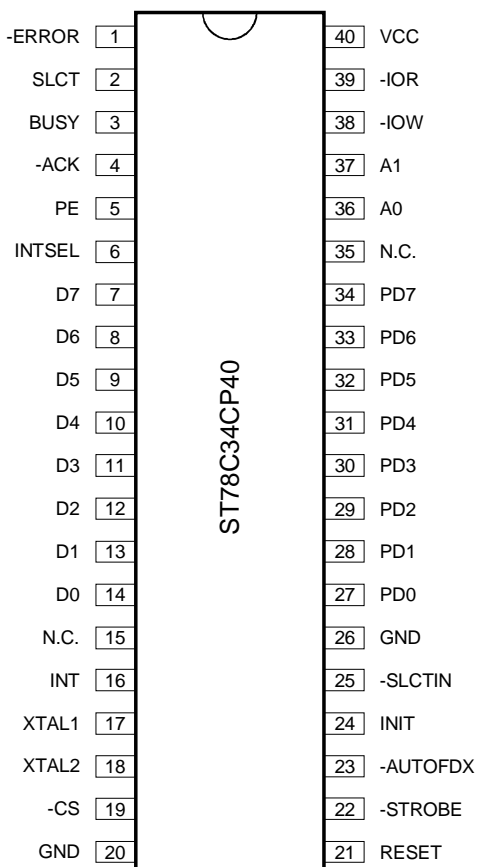 -ERROR 1 40 VCC
SLCT 2 39 -IOR
BUSY 3 38 -IOW
-ACK 4 37 A1
PE 5 36 A0
INTSEL 6 35 N.C.
D7 7 34 PD7
D6 8 33 PD6
D5 9 32 PD5
D4 10 31 PD4
D3 11 30 PD3
D2 12 29 PD2
D1 13 28 PD1
D0 14 27 PD0
N.C. 15 26 GND
INT 16 25 -SLCTIN
XTAL1 17 24 INIT
XTAL2 18 23 -AUTOFDX
-CS 19 22 -STROBE
GND 20 21 RESET
ST78C34CP40